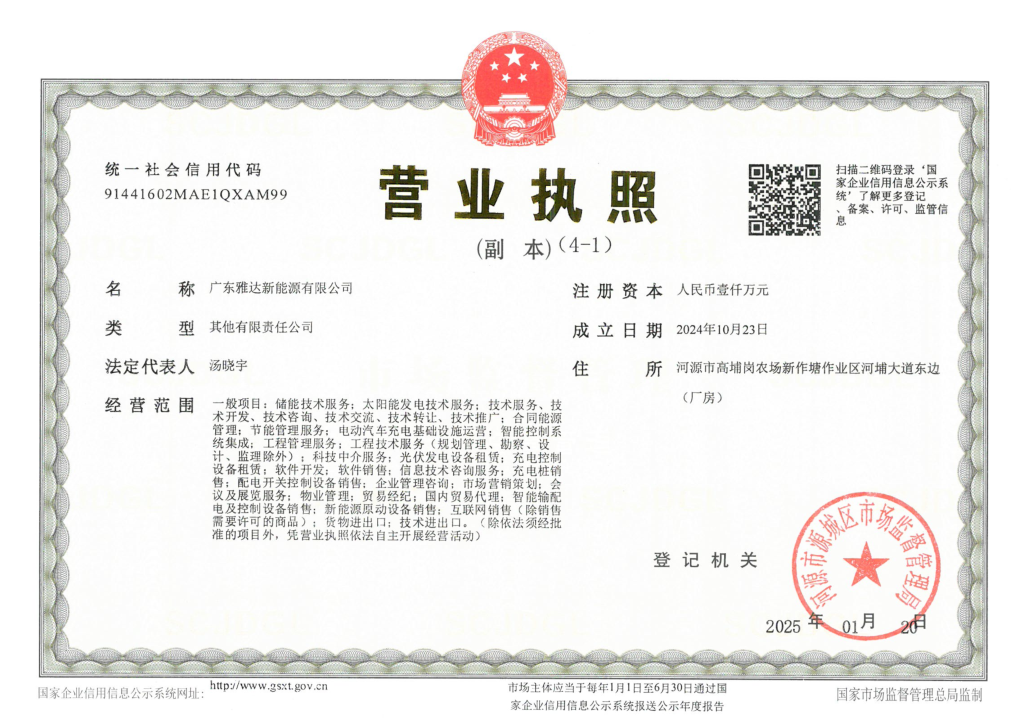 统一社会信用代码
91441602MAE1QXAM99
营业执照
(副 本)(4-1)
扫描二维码登录‘国
家企业信用信息公示系
统’了解更多登记
、备案、许可、监管信
息
名 称 广东雅达新能源有限公司
类 型 其他有限责任公司
法定代表人 汤晓宇
经营范围 一般项目：储能技术服务；太阳能发电技术服务；技术服务、技
术开发、技术咨询、技术交流、技术转让、技术推广；合同能源
管理；节能管理服务；电动汽车充电基础设施运营；智能控制系
统集成；工程管理服务；工程技术服务（规划管理、勘察、设
计、监理除外）；科技中介服务；光伏发电设备租赁；充电控制
设备租赁；软件开发；软件销售；信息技术咨询服务；充电桩销
售；配电开关控制设备销售；企业管理咨询；市场营销策划；会
议及展览服务；物业管理；贸易经纪；国内贸易代理；智能输配
电及控制设备销售；新能源原动设备销售；互联网销售（除销售
需要许可的商品）；货物进出口；技术进出口。（除依法须经批
准的项目外，凭营业执照依法自主开展经营活动）
注册资本 人民币壹仟万元
成立日期 2024年10月23日
住 所 河源市高埔岗农场新作塘作业区河埔大道东边
（厂房）
登记机关
河源市源城区市场监督管理局
2025 年 01月 20日
国家企业信用信息公示系统网址：
http://www.gsxt.gov.cn
市场主体应当于每年1月1日至6月30日通过国
家企业信用信息公示系统报送公示年度报告
国家市场监督管理总局监制